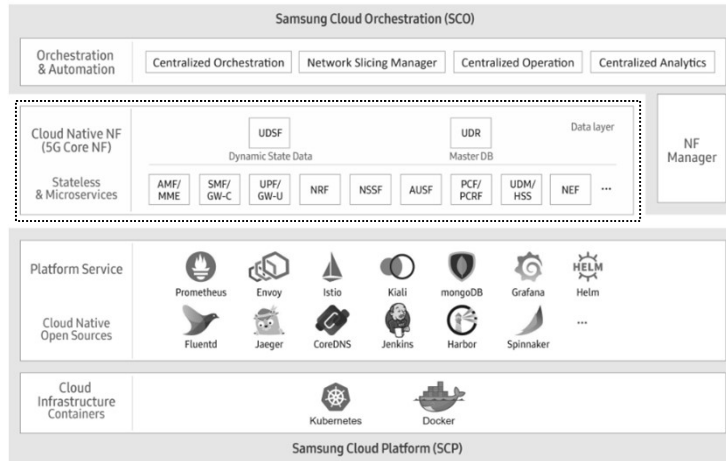 Samsung Cloud Orchestration (SCO)
Orchestration
& Automation
Centralized Orchestration
Network Slicing Manager
Centralized Operation
Centralized Analytics
Cloud Native NF
(5G Core NF)
UDSF
UDR
Data layer
Dynamic State Data
Master DB
NF
Manager
Stateless
& Microservices
AMF/
MME
SMF/
GW-C
UPF/
GW-U
NRF
NSSF
AUSF
PCF/
PCRF
UDM/
HSS
NEF
...
Platform Service
HELM
Prometheus
Envoy
Istio
Kiali
mongoDB
Grafana
Helm
Cloud Native
Open Sources
...
Fluentd
Jaeger
CoreDNS
Jenkins
Harbor
Spinnaker
Cloud
Infrastructure
Containers
Kubernetes
Docker
Samsung Cloud Platform (SCP)